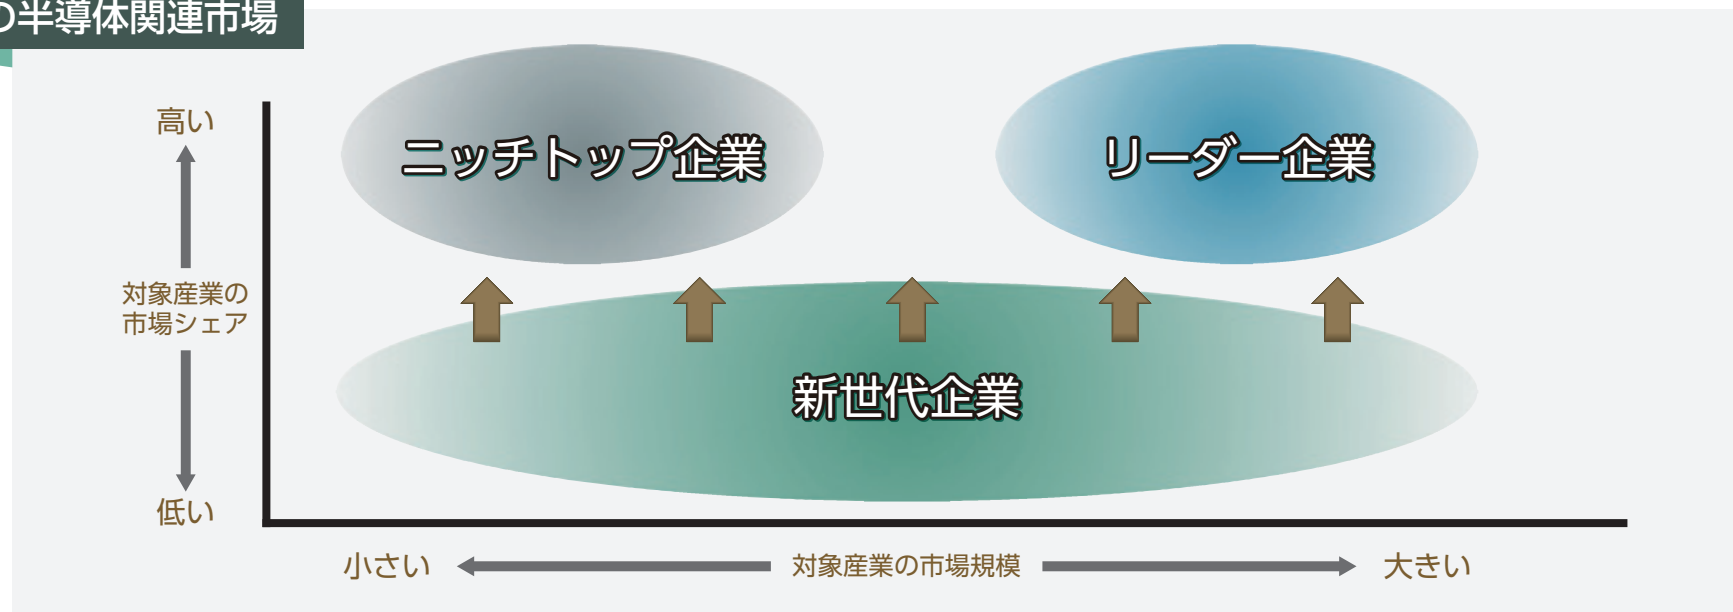 の半導体関連市場
高い
ニッチトップ企業
リーダー企業
対象産業の
市場シェア
新世代企業
低い
小さい
対象産業の市場規模
大きい